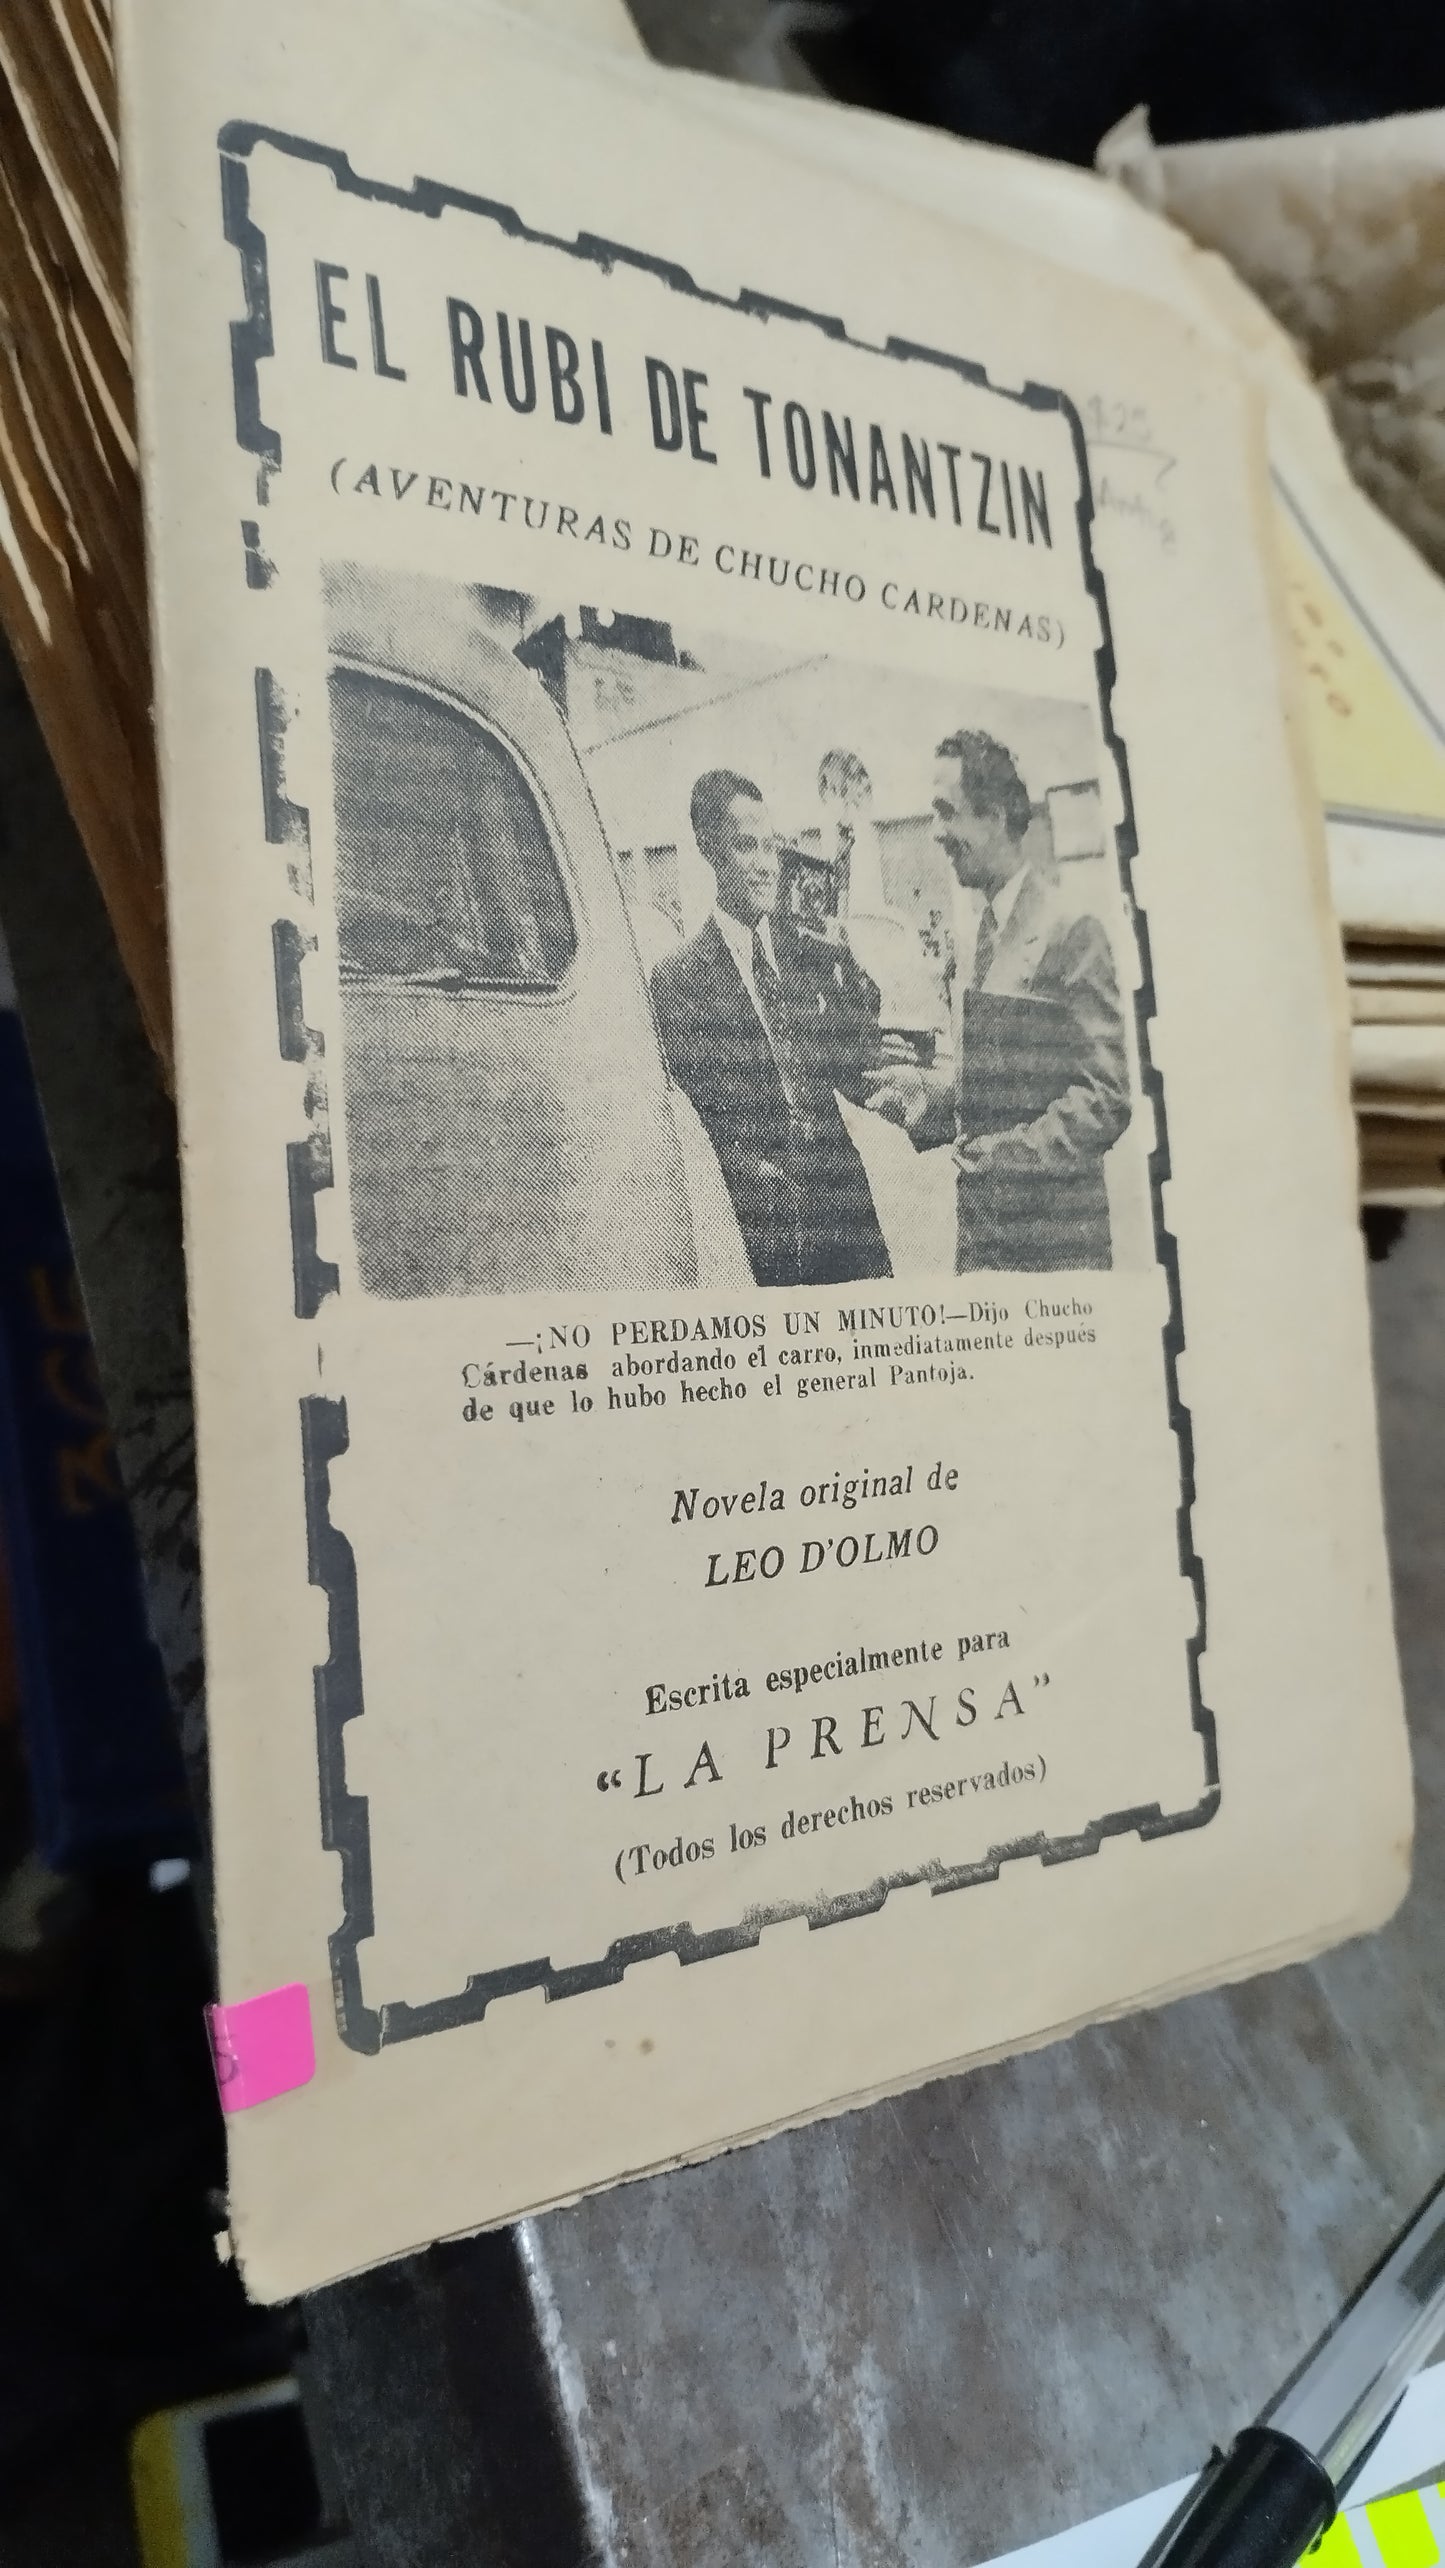 EL RUBI DE TONANTZIN
(AVENTURAS DE CHUCHO CARDENAS)
—¡NO PERDAMOS UN MINUTO!—Dijo Chucho
Cárdenas abordando el carro, inmediatamente después
de que lo hubo hecho el general Pantoja.
Novela original de
LEO D'OLMO
Escrita especialmente para
“LA PRENSA”
(Todos los derechos reservados)